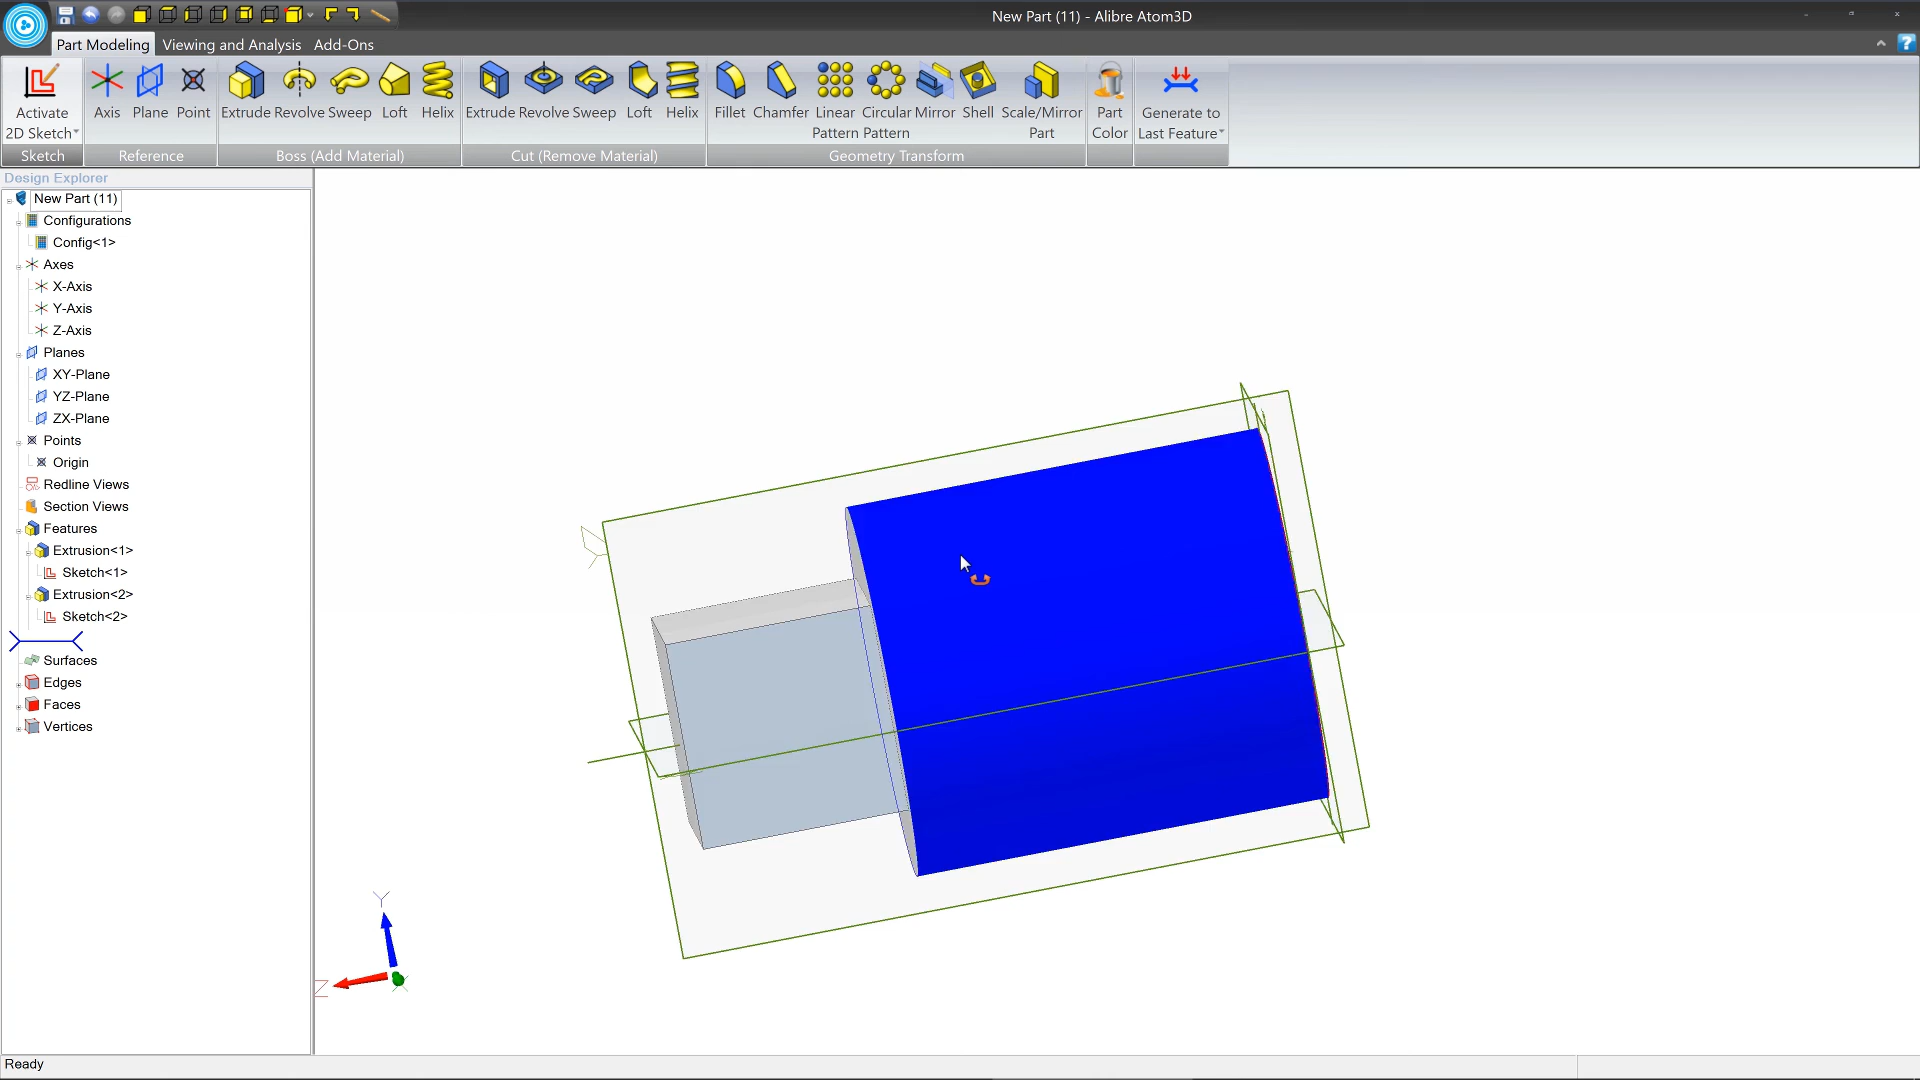 New Part (11) - Alibre Atom3D
Part Modeling Viewing and Analysis Add-Ons
Activate 2D Sketch
Axis Plane Point
Extrude Revolve Sweep Loft Helix
Extrude Revolve Sweep Loft Helix
Fillet Chamfer Linear Pattern Circular Pattern Mirror Shell Scale/Mirror Part
Part Color
Generate to Last Feature
Sketch Reference Boss (Add Material) Cut (Remove Material) Geometry Transform
Design Explorer
New Part (11)
Configurations
Config<1>
Axes
X-Axis
Y-Axis
Z-Axis
Planes
XY-Plane
YZ-Plane
ZX-Plane
Points
Origin
Redline Views
Section Views
Features
Extrusion<1>
Sketch<1>
Extrusion<2>
Sketch<2>
Surfaces
Edges
Faces
Vertices
Y
Z
X
Ready